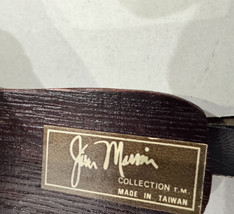 Jim Marvin
COLLECTION T.M.
MADE IN TAIWAN